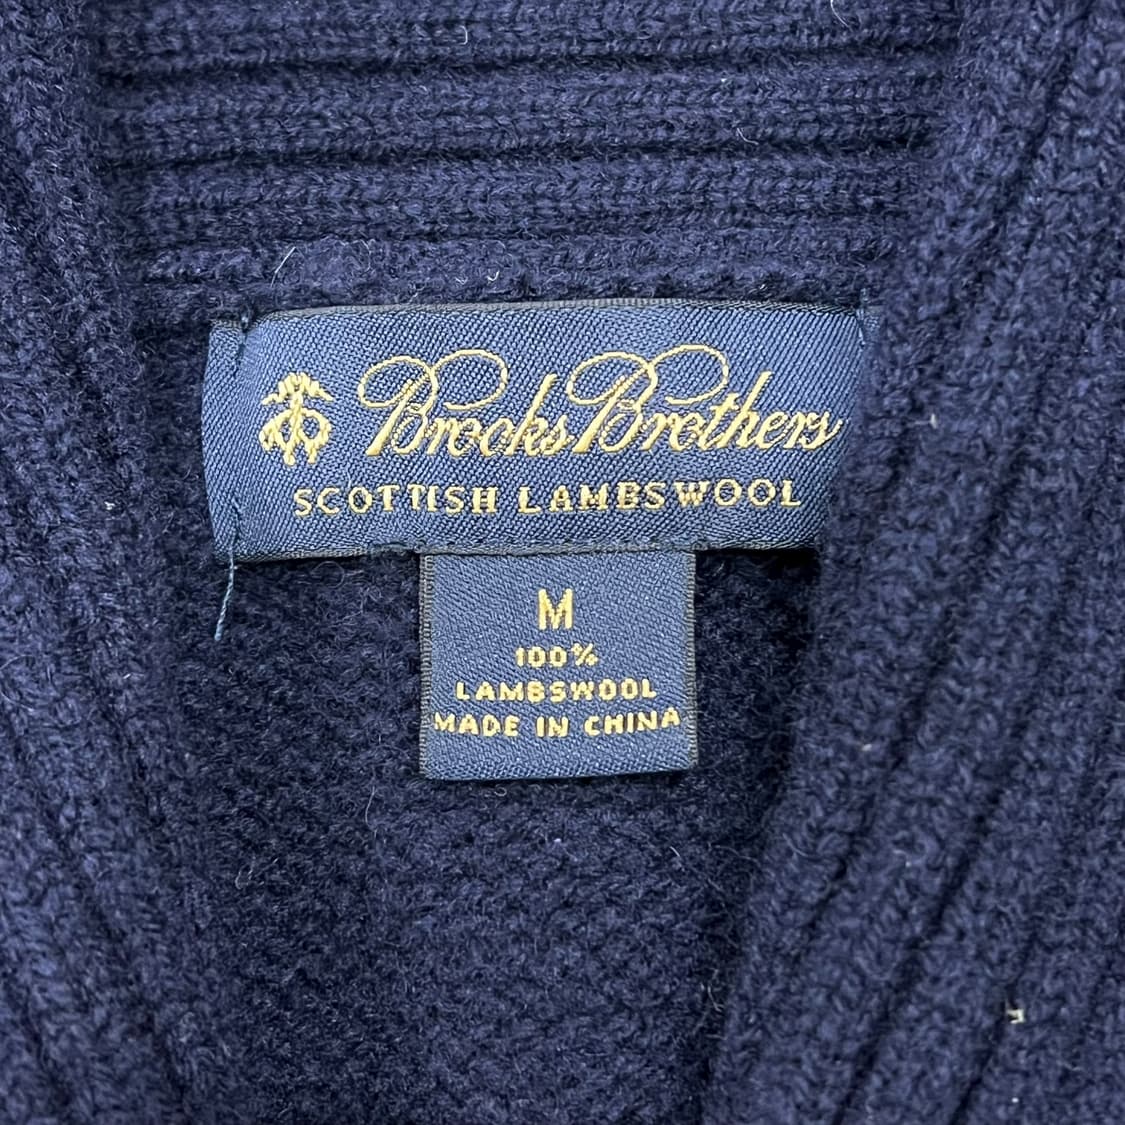 Brooks Brothers
SCOTTISH LAMBSWOOL
M
100%
LAMBSWOOL
MADE IN CHINA